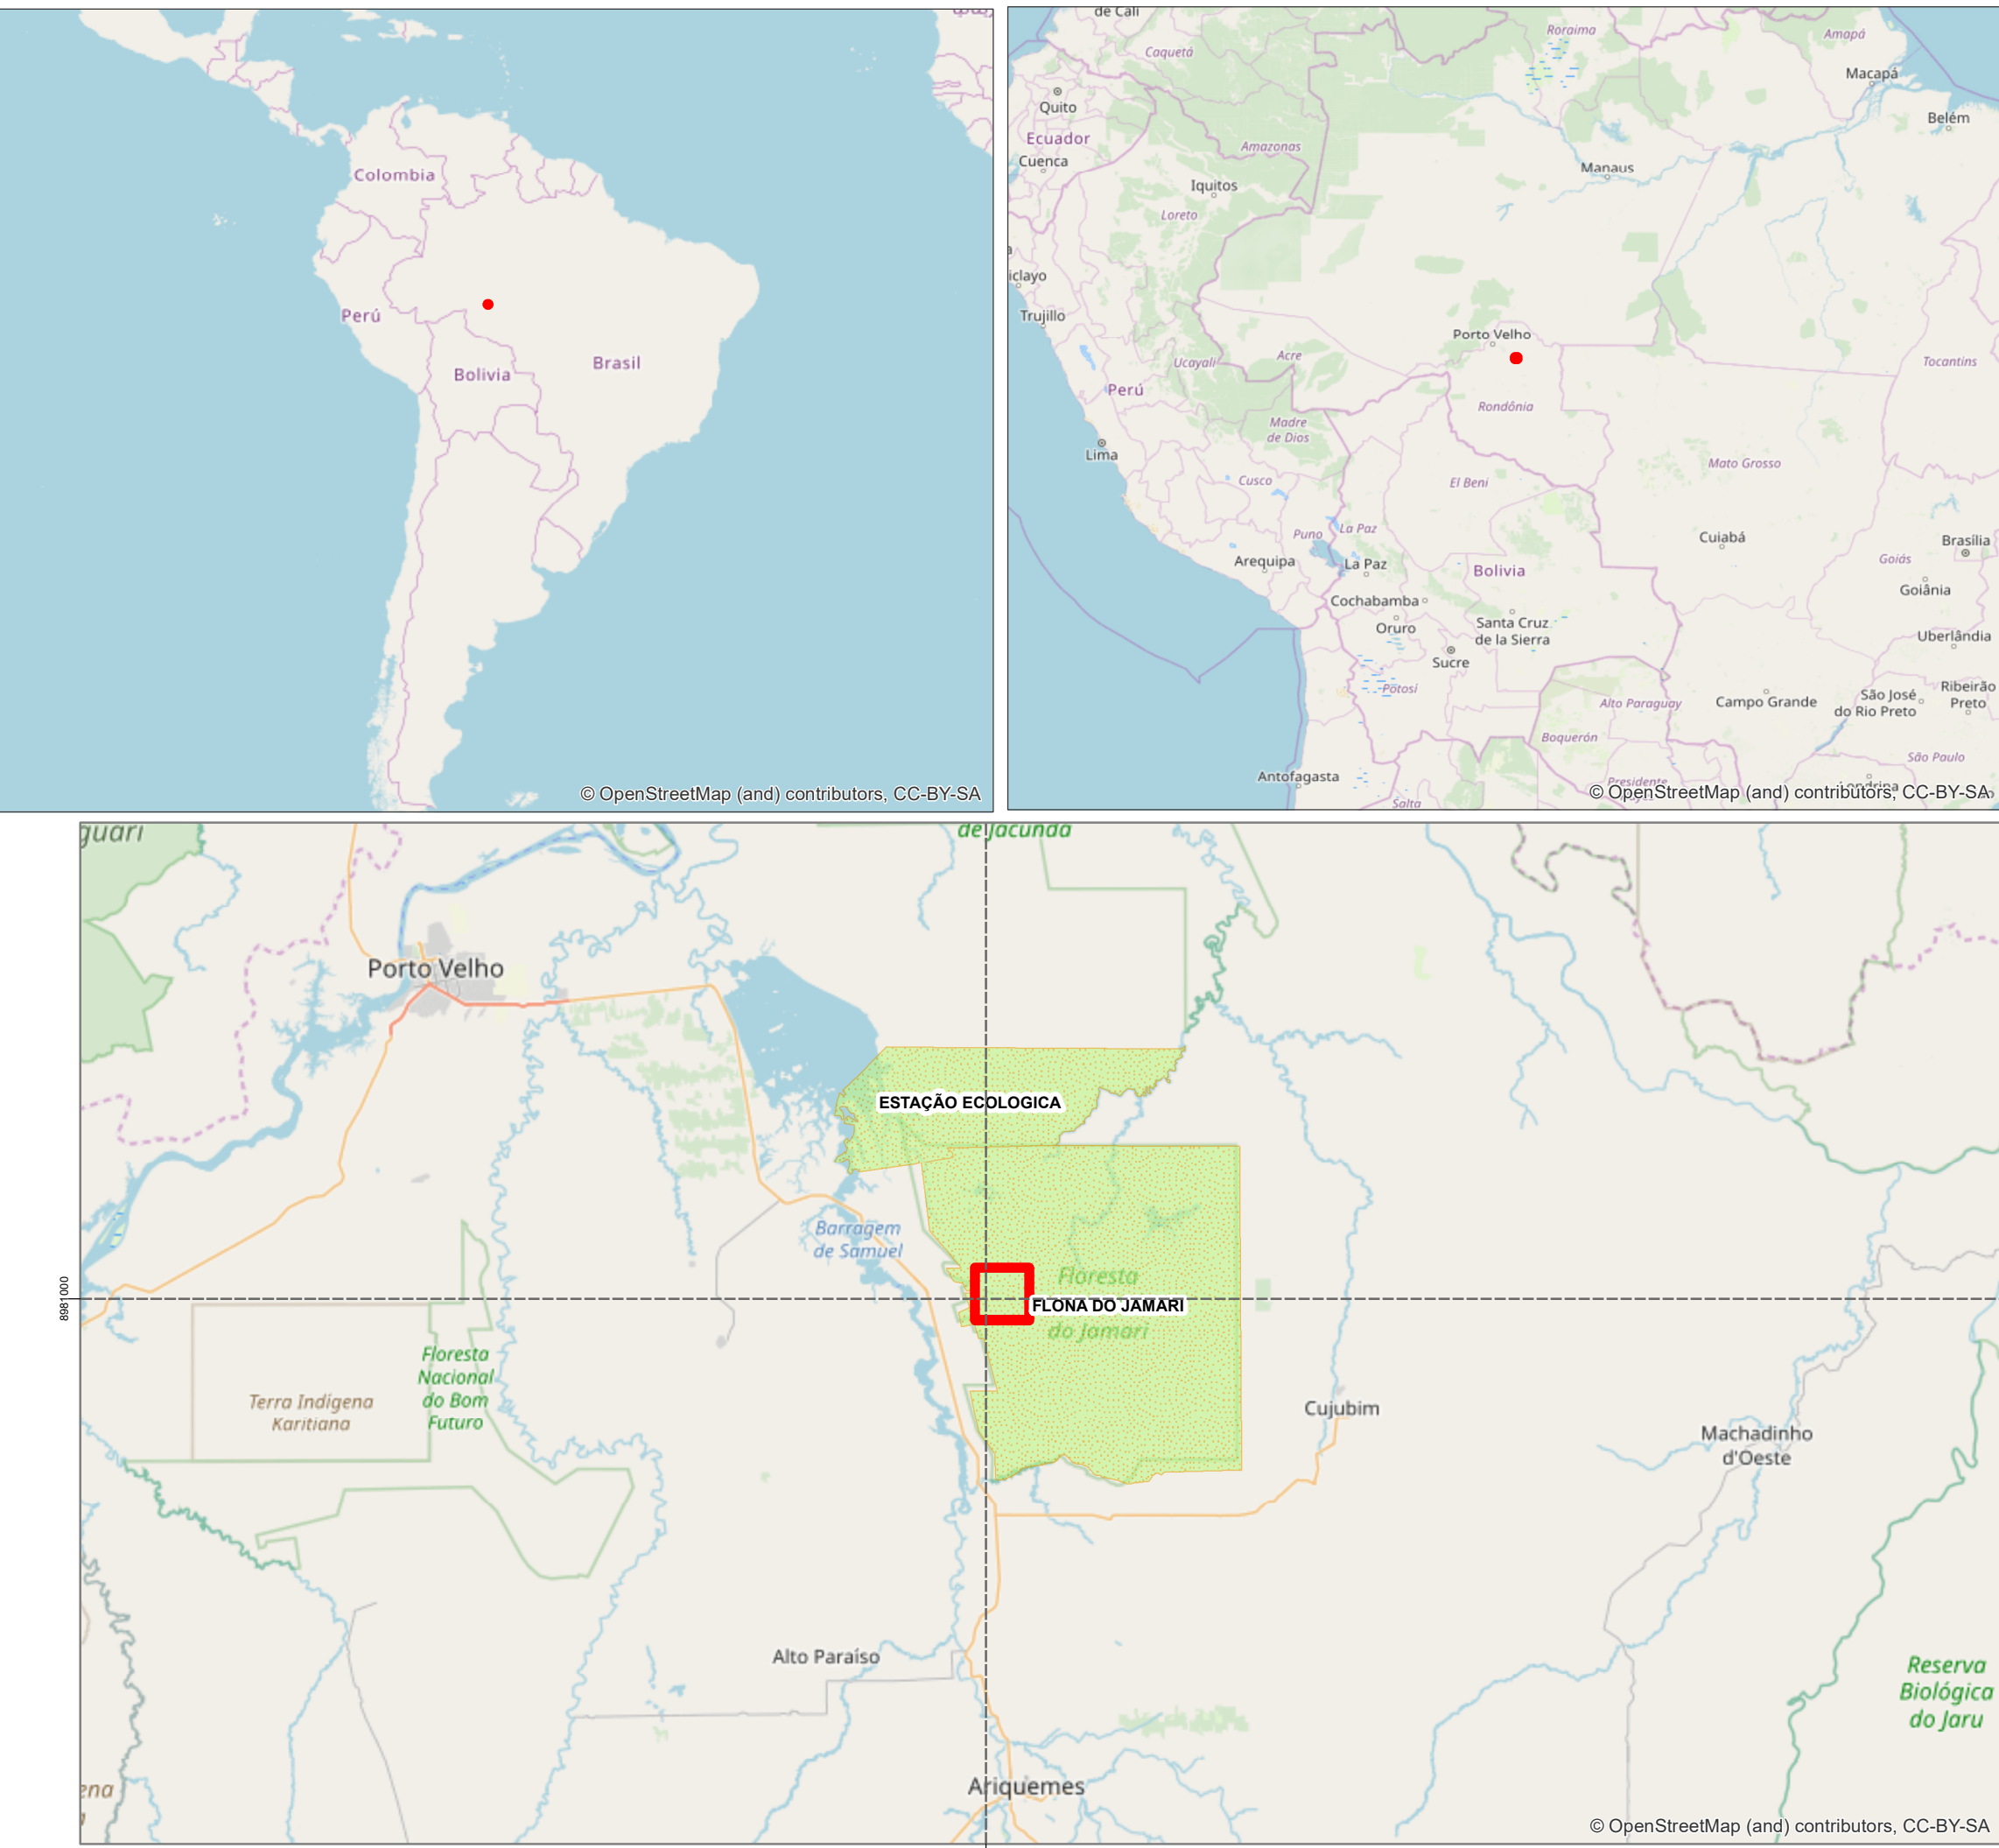 Colombia
Perú
Bolivia
Brasil
© OpenStreetMap (and) contributors, CC-BY-SA
de Cali
Caquetá
Roraima
Amapá
Macapá
Quito
Ecuador
Cuenca
Belém
Amazonas
Manaus
Iquitos
Loreto
iclayo
Trujillo
Porto Velho
Acre
Ucayali
Tocantins
Perú
Rondônia
Madre
de Dios
Lima
Mato Grosso
Cusco
El Beni
Puno
La Paz
Cuiabá
Brasília
Arequipa
La Paz
Bolivia
Goiás
Goiânia
Cochabamba
Oruro
Santa Cruz
de la Sierra
Uberlândia
Sucre
Potosí
Alto Paraguay
Campo Grande
São José
do Rio Preto
Ribeirão
Preto
Boquerón
São Paulo
Antofagasta
Presidente
Salta
© OpenStreetMap (and) contributors, CC-BY-SA
guari
de Jacundá
Porto Velho
ESTAÇÃO ECOLOGICA
Barragem
de Samuel
Floresta
FLONA DO JAMARI
do Jamari
8981000
Floresta
Nacional
do Bom
Futuro
Terra Indígena
Karitiana
Cujubim
Machadinho
d'Oeste
Alto Paraíso
Reserva
Biológica
do Jaru
Ariquemes
ena
© OpenStreetMap (and) contributors, CC-BY-SA